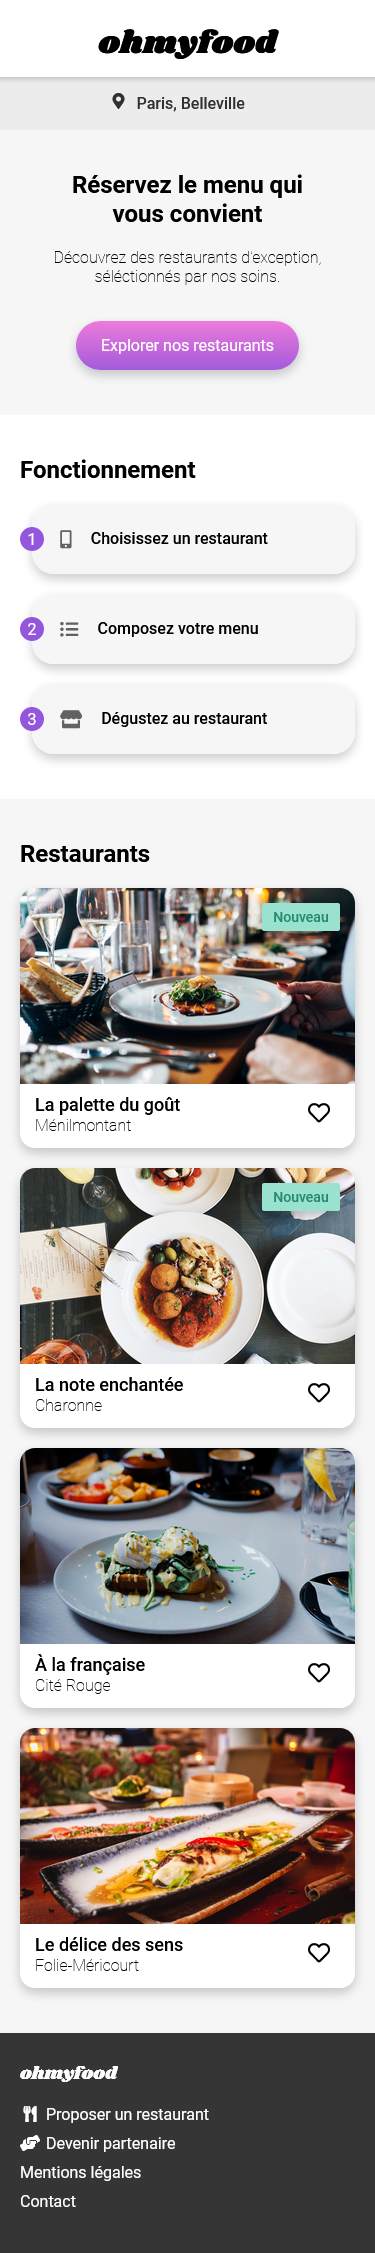 ohmyfood
Paris, Belleville
Réservez le menu qui
vous convient
Découvrez des restaurants d'exception,
séléctionnés par nos soins.
Explorer nos restaurants
Fonctionnement
1 Choisissez un restaurant
2 Composez votre menu
3 Dégustez au restaurant
Restaurants
Nouveau
La palette du goût
Ménilmontant
Nouveau
La note enchantée
Charonne
À la française
Cité Rouge
Le délice des sens
Folie-Méricourt
ohmyfood
Proposer un restaurant
Devenir partenaire
Mentions légales
Contact